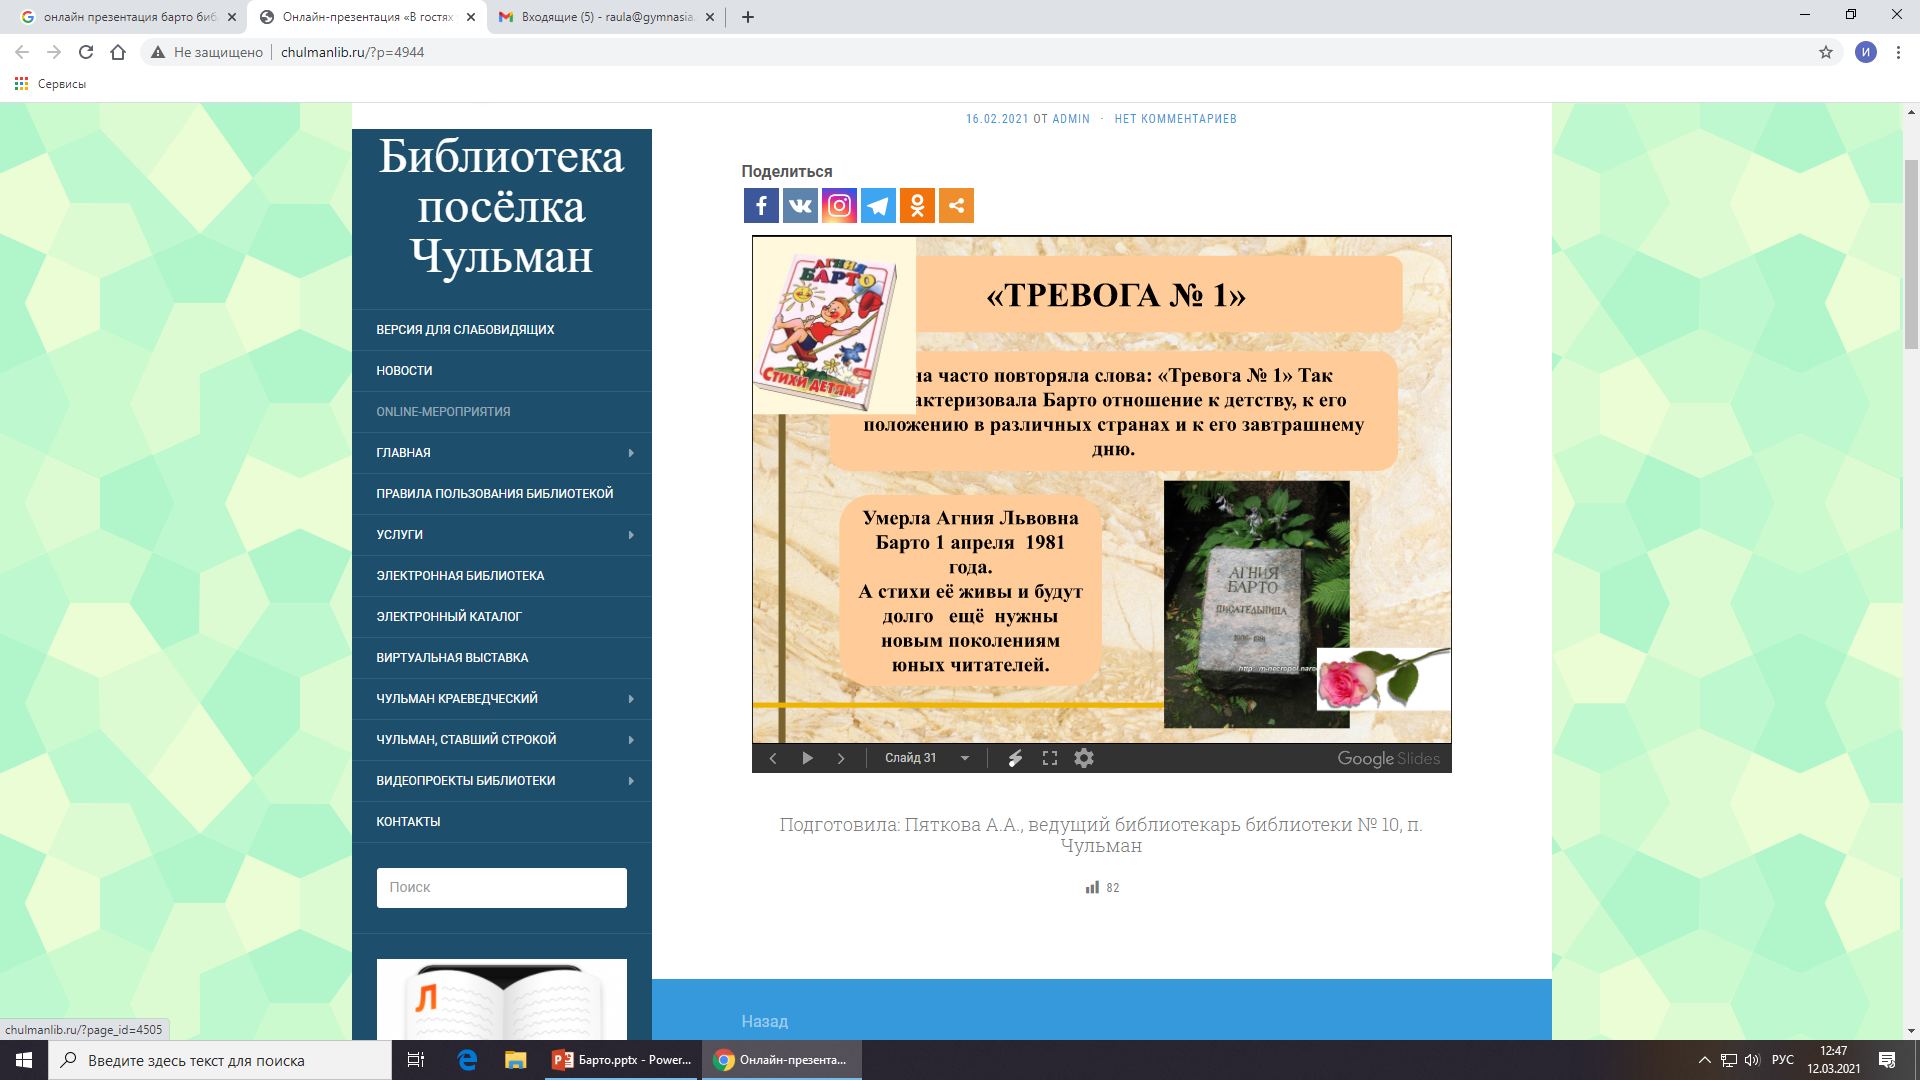 онлайн презентация барто биб
Онлайн-презентация «В гостях
Входящие (5) - raula@gymnasia
Не защищено
chulmanlib.ru/?p=4944
И
Сервисы
16.02.2021 ОТ ADMIN · НЕТ КОММЕНТАРИЕВ
Библиотека
посёлка
Чульман
ВЕРСИЯ ДЛЯ СЛАБОВИДЯЩИХ
НОВОСТИ
ONLINE-МЕРОПРИЯТИЯ
ГЛАВНАЯ
ПРАВИЛА ПОЛЬЗОВАНИЯ БИБЛИОТЕКОЙ
УСЛУГИ
ЭЛЕКТРОННАЯ БИБЛИОТЕКА
ЭЛЕКТРОННЫЙ КАТАЛОГ
ВИРТУАЛЬНАЯ ВЫСТАВКА
ЧУЛЬМАН КРАЕВЕДЧЕСКИЙ
ЧУЛЬМАН, СТАВШИЙ СТРОКОЙ
ВИДЕОПРОЕКТЫ БИБЛИОТЕКИ
КОНТАКТЫ
Поиск
Л
Поделиться
АГНИЯ
БАРТО
СТИХИ ДЕТЯМ
«ТРЕВОГА № 1»
на часто повторяла слова: «Тревога № 1» Так
актеризовала Барто отношение к детству, к его
положению в различных странах и к его завтрашнему
дню.
Умерла Агния Львовна
Барто 1 апреля 1981
года.
А стихи её живы и будут
долго ещё нужны
новым поколениям
юных читателей.
АГНИЯ
БАРТО
ПИСАТЕЛЬНИЦА
1906-1981
http://m-necropol.naro
Слайд 31
Google Slides
Подготовила: Пяткова А.А., ведущий библиотекарь библиотеки № 10, п.
Чульман
82
Назад
chulmanlib.ru/?page_id=4505
Введите здесь текст для поиска
Барто.pptx - Power...
Онлайн-презента...
РУС
12:47
12.03.2021